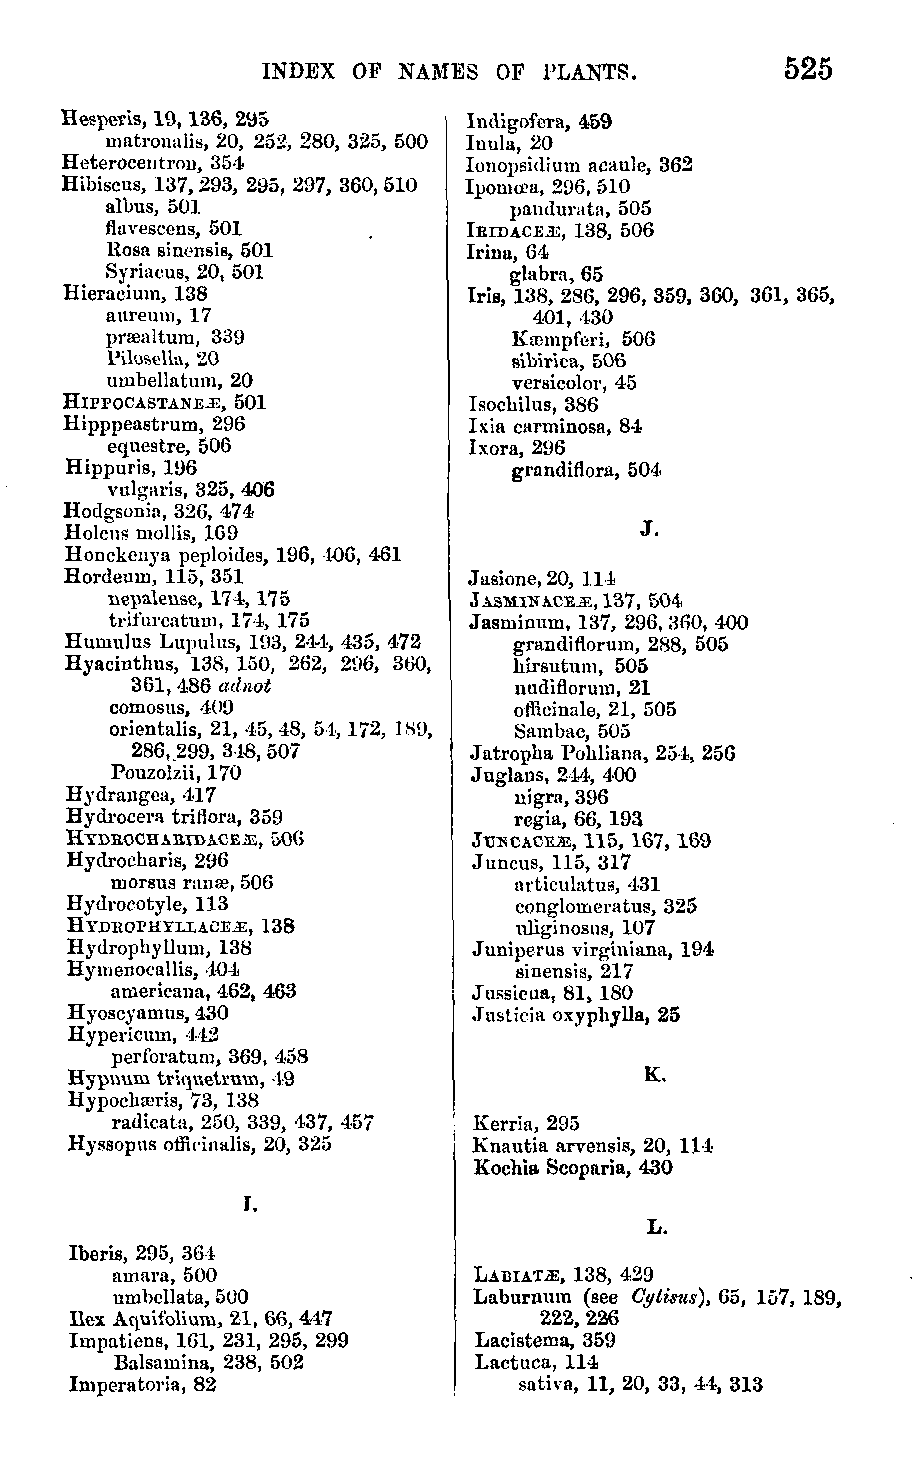 INDEX OF NAMES OF PLANTS. 525
Hesperis, 19, 136, 295
matronalis, 20, 252, 280, 325, 500
Heterocentron, 354
Hibiscus, 137, 293, 295, 297, 360, 510
albus, 501
flavescens, 501
Rosa sinensis, 501
Syriacus, 20, 501
Hieracium, 138
aureum, 17
præaltum, 339
Pilosella, 20
umbellatum, 20
HIPPOCASTANEÆ, 501
Hipppeastrum, 296
equestre, 506
Hippuris, 196
vulgaris, 325, 406
Hodgsonia, 326, 474
Holcus mollis, 169
Honckenya peploides, 196, 406, 461
Hordeum, 115, 351
nepalense, 174, 175
trifurcatum, 174, 175
Humulus Lupulus, 193, 244, 435, 472
Hyacinthus, 138, 150, 262, 296, 360,
361, 486 adnot
comosus, 409
orientalis, 21, 45, 48, 54, 172, 189,
286, 299, 348, 507
Pouzolzii, 170
Hydrangea, 417
Hydrocera triflora, 359
HYDROCHARIDACEÆ, 506
Hydrocharis, 296
morsus ranæ, 506
Hydrocotyle, 113
HYDROPHYLLACEÆ, 138
Hydrophyllum, 138
Hymenocallis, 404
americana, 462, 463
Hyoscyamus, 430
Hypericum, 442
perforatum, 369, 458
Hypnum triquetrum, 49
Hypochæris, 73, 138
radicata, 250, 339, 437, 457
Hyssopus officinalis, 20, 325
I.
Iberis, 295, 364
amara, 500
umbellata, 500
Ilex Aquifolium, 21, 66, 447
Impatiens, 161, 231, 295, 299
Balsamina, 238, 502
Imperatoria, 82
Indigofera, 459
Inula, 20
Ionopsidium acaule, 362
Ipomœa, 296, 510
pandurata, 505
IRIDACEÆ, 138, 506
Irina, 64
glabra, 65
Iris, 138, 286, 296, 359, 360, 361, 365,
401, 430
Kæmpferi, 506
sibirica, 506
versicolor, 45
Isochilus, 386
Ixia carminosa, 84
Ixora, 296
grandiflora, 504
J.
Jasione, 20, 114
JASMINACEÆ, 137, 504
Jasminum, 137, 296, 360, 400
grandiflorum, 288, 505
hirsutum, 505
nudiflorum, 21
officinale, 21, 505
Sambac, 505
Jatropha Pohliana, 254, 256
Juglans, 244, 400
nigra, 396
regia, 66, 193
JUNCACEÆ, 115, 167, 169
Juncus, 115, 317
articulatus, 431
conglomeratus, 325
uliginosus, 107
Juniperus virginiana, 194
sinensis, 217
Jussieua, 81, 180
Justicia oxyphylla, 25
K.
Kerria, 295
Knautia arvensis, 20, 114
Kochia Scoparia, 430
L.
LABIATÆ, 138, 429
Laburnum (see Cytisus), 65, 157, 189,
222, 226
Lacistema, 359
Lactuca, 114
sativa, 11, 20, 33, 44, 313